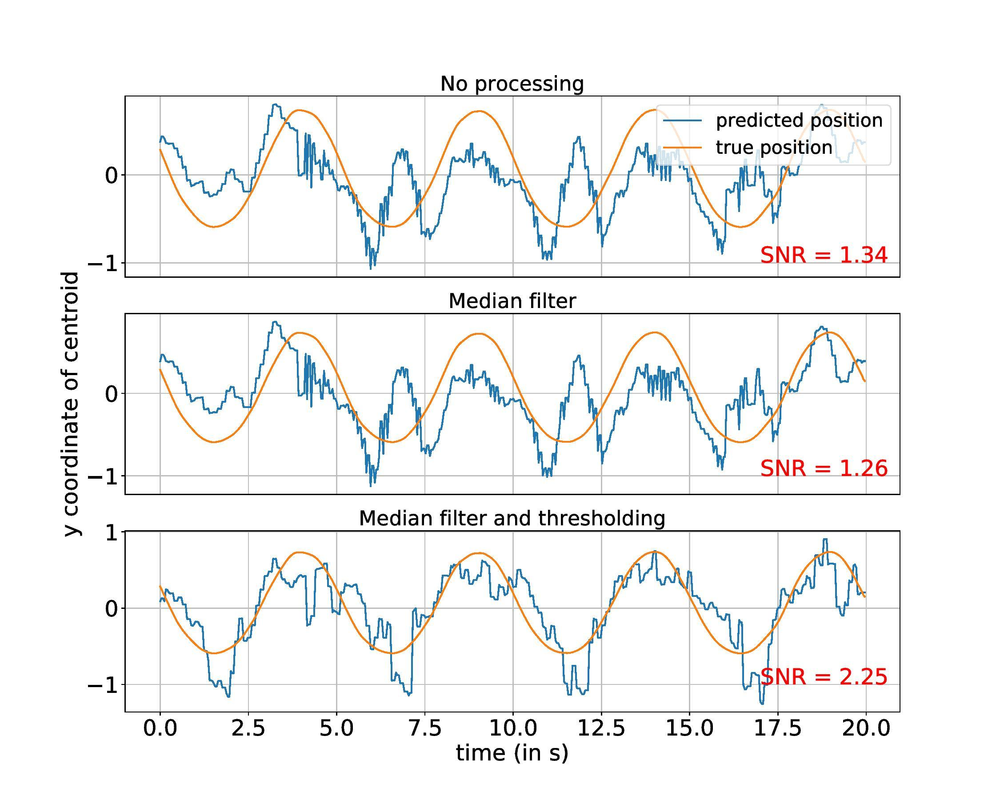 No processing
predicted position
true position
0
−1
SNR = 1.34
y coordinate of centroid
Median filter
0
−1
SNR = 1.26
Median filter and thresholding
1
0
−1
SNR = 2.25
0.0 2.5 5.0 7.5 10.0 12.5 15.0 17.5 20.0
time (in s)